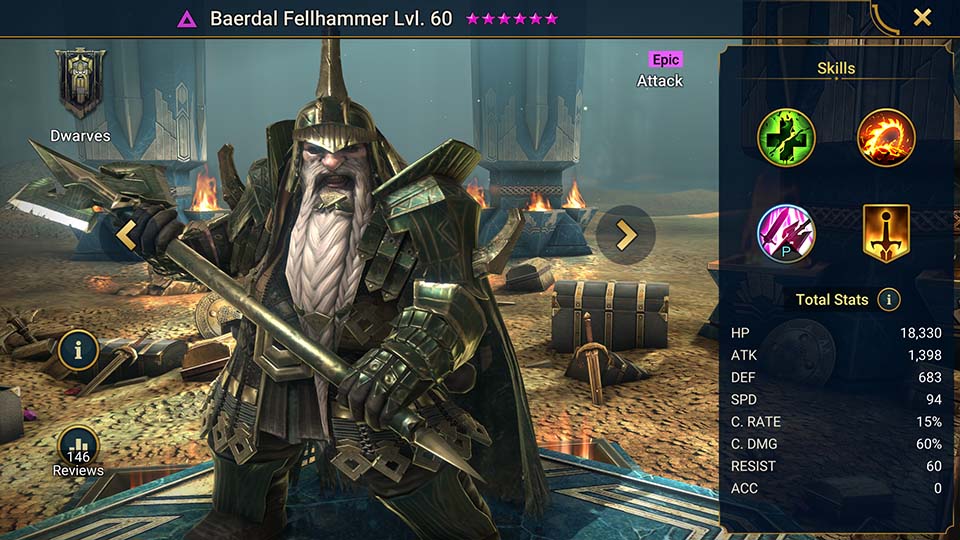 Baerdal Fellhammer Lvl. 60
Dwarves
Epic
Attack
Skills
P
Total Stats i
HP 18,330
ATK 1,398
DEF 683
SPD 94
C. RATE 15%
C. DMG 60%
RESIST 60
ACC 0
i
146
Reviews